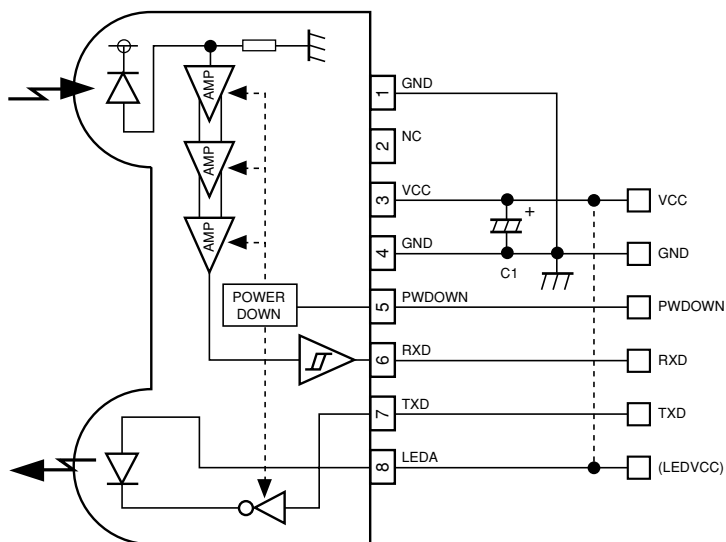 AMP
AMP
AMP
POWER
DOWN
1 GND
2 NC
3 VCC
4 GND
5 PWDOWN
6 RXD
7 TXD
8 LEDA
+
C1
VCC
GND
PWDOWN
RXD
TXD
(LEDVCC)